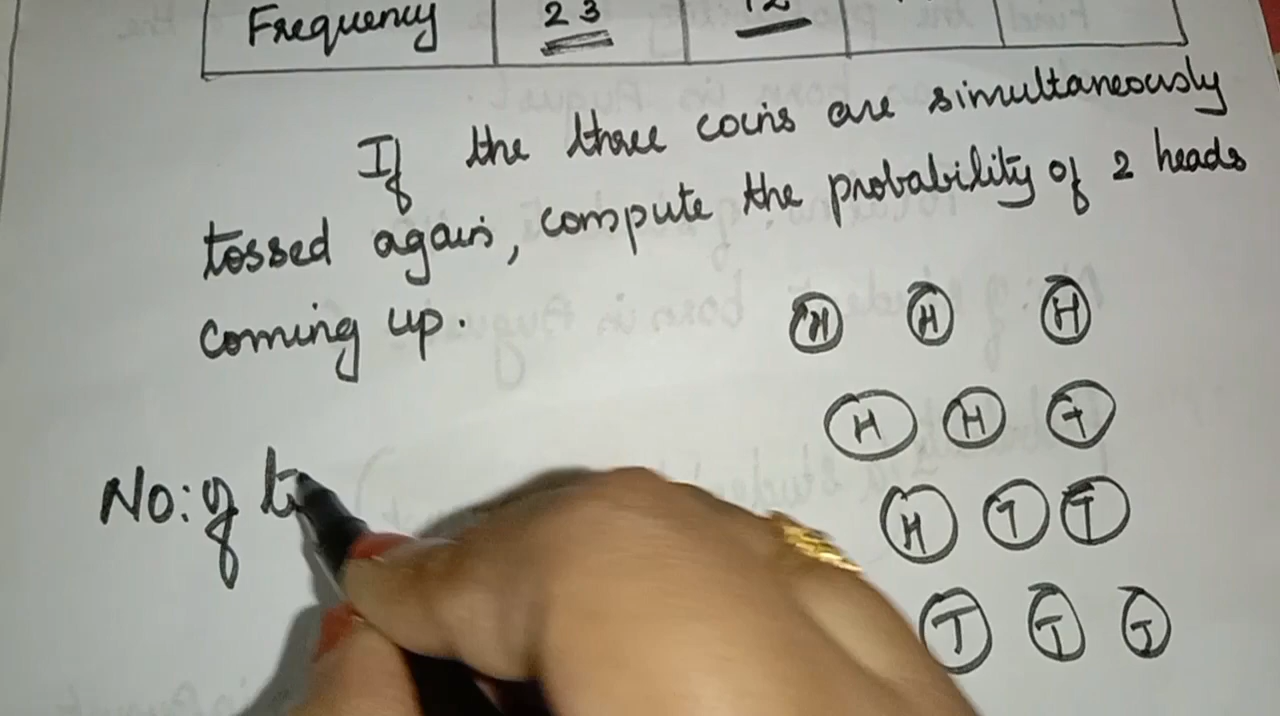 Frequency 23 12
If the three coins are simultaneously
tossed again, compute the probability of 2 heads
coming up.
H H H
H H T
H T T
T T T
No: of